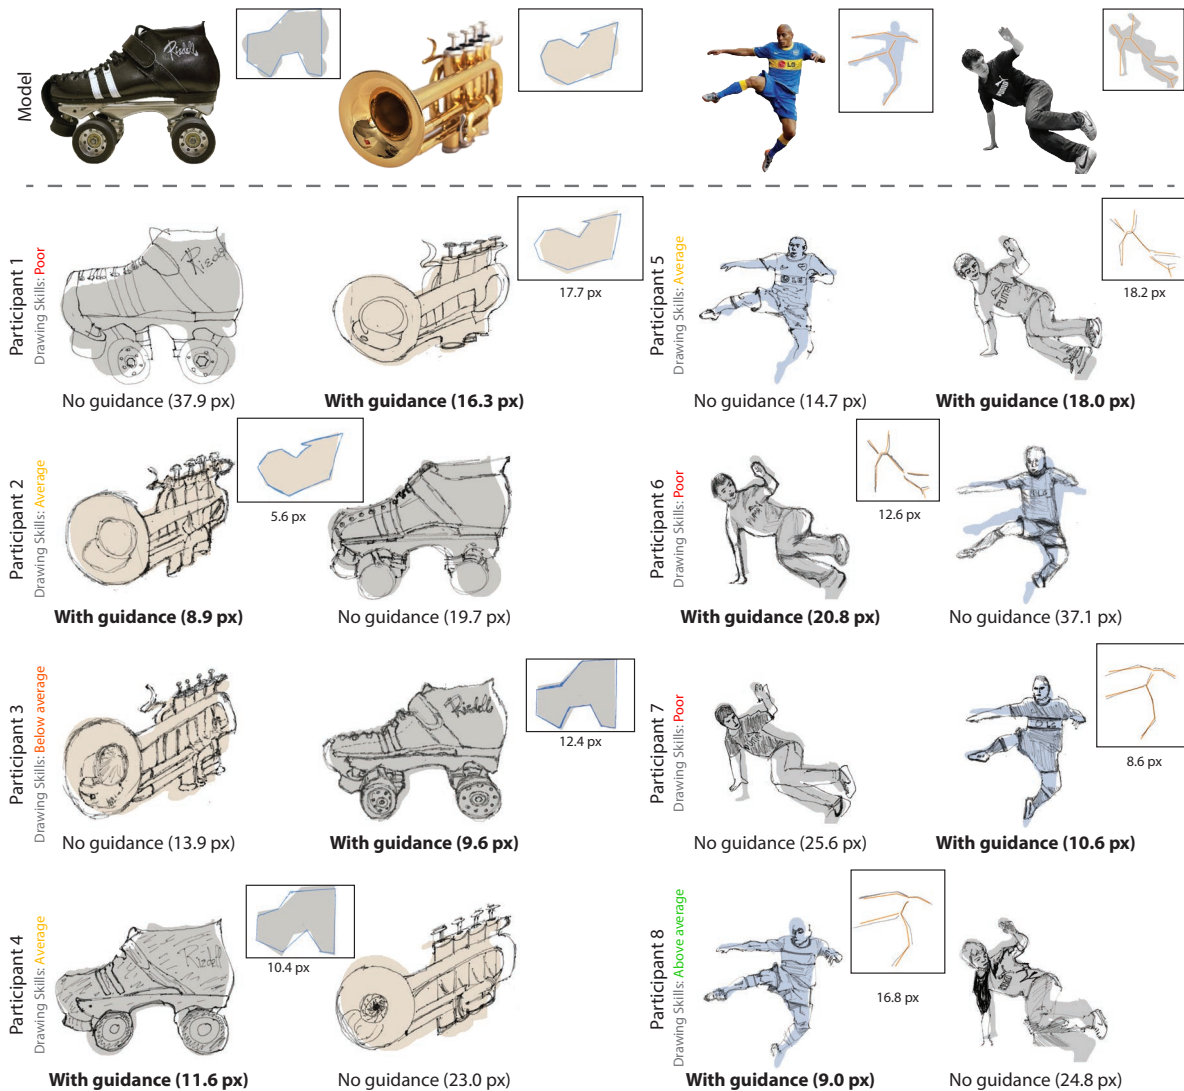 Model
Riedell
LG
PUMA
Participant 1
Drawing Skills: Poor
Riedell
No guidance (37.9 px)
17.7 px
With guidance (16.3 px)
Participant 5
Drawing Skills: Average
No guidance (14.7 px)
18.2 px
With guidance (18.0 px)
Participant 2
Drawing Skills: Average
With guidance (8.9 px)
5.6 px
No guidance (19.7 px)
Participant 6
Drawing Skills: Poor
With guidance (20.8 px)
12.6 px
No guidance (37.1 px)
Participant 3
Drawing Skills: Below average
No guidance (13.9 px)
Riedell
12.4 px
With guidance (9.6 px)
Participant 7
Drawing Skills: Poor
No guidance (25.6 px)
8.6 px
With guidance (10.6 px)
Participant 4
Drawing Skills: Average
With guidance (11.6 px)
10.4 px
No guidance (23.0 px)
Participant 8
Drawing Skills: Above average
With guidance (9.0 px)
16.8 px
No guidance (24.8 px)